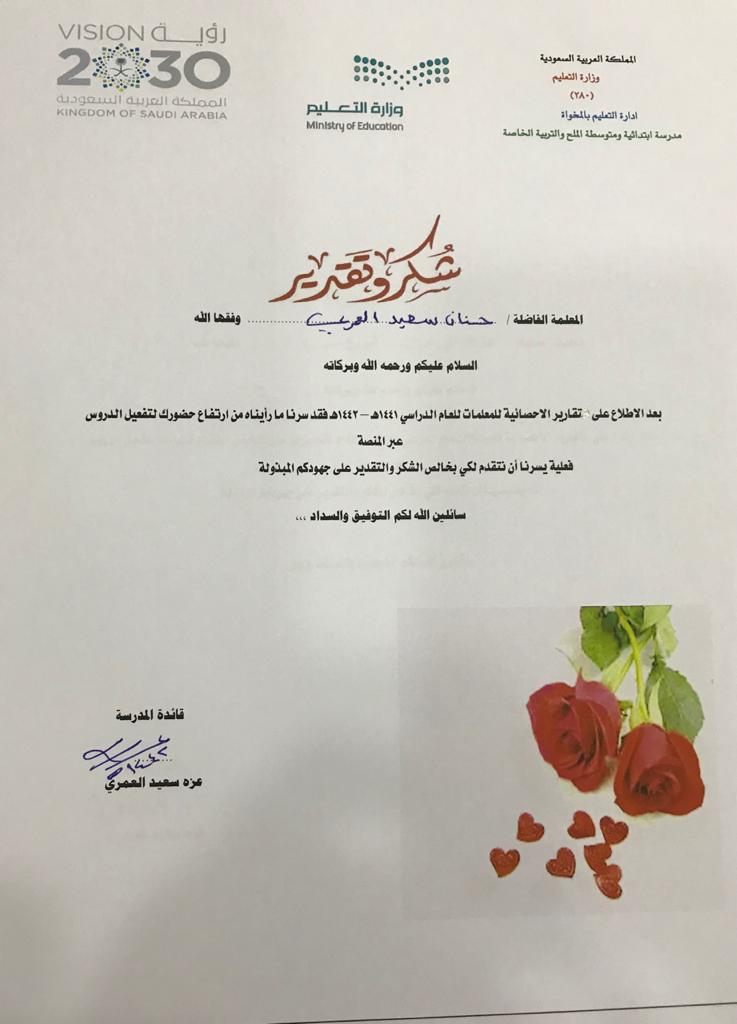 VISION رؤيـــة
2030
المملكة العربية السعودية
KINGDOM OF SAUDI ARABIA
وزارة التعـليـم
Ministry of Education
المملكة العربية السعودية
وزارة التعليم
(٢٨٠)
ادارة التعليم بالمخواة
مدرسة ابتدائية ومتوسطة الملح والتربية الخاصة
شكر وتقدير
المعلمة الفاضلة / حنان سعيد العمري وفقها الله
السلام عليكم ورحمه الله وبركاته
بعد الاطلاع على تقارير الاحصائية للمعلمات للعام الدراسي ١٤٤١هـ – ١٤٤٢هـ فقد سرنا ما رأيناه من ارتفاع حضورك لتفعيل الدروس
عبر المنصة
فعلية يسرنا أن نتقدم لكي بخالص الشكر والتقدير على جهودكم المبذولة
سائلين الله لكم التوفيق والسداد ،،،
قائدة المدرسة
عزه سعيد العمري